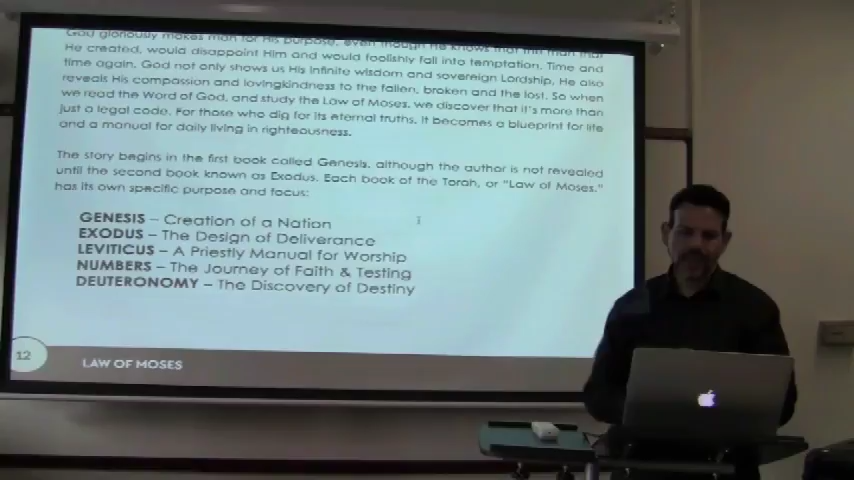 God gloriously makes man for His purpose, even though He knows that this man that
He created, would disappoint Him and would foolishly fall into temptation. Time and
time again, God not only shows us His infinite wisdom and sovereign Lordship, He also
reveals His compassion and lovingkindness to the fallen, broken and the lost. So when
we read the Word of God, and study the Law of Moses, we discover that it's more than
just a legal code. For those who dig for its eternal truths, it becomes a blueprint for life
and a manual for daily living in righteousness.
The story begins in the first book called Genesis, although the author is not revealed
until the second book known as Exodus. Each book of the Torah, or "Law of Moses,"
has its own specific purpose and focus:
GENESIS – Creation of a Nation
EXODUS – The Design of Deliverance
LEVITICUS – A Priestly Manual for Worship
NUMBERS – The Journey of Faith & Testing
DEUTERONOMY – The Discovery of Destiny
12
LAW OF MOSES